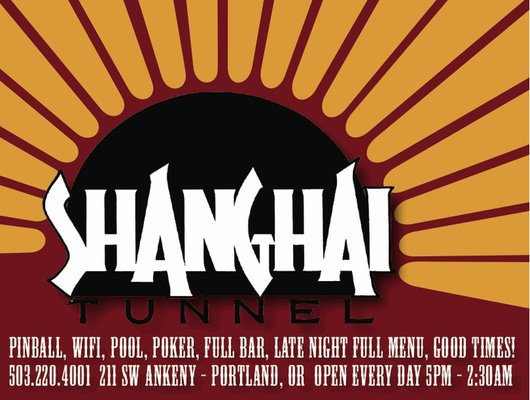 SHANGHAI
TUNNEL
PINBALL, WIFI, POOL, POKER, FULL BAR, LATE NIGHT FULL MENU, GOOD TIMES!
503.220.4001 211 SW ANKENY - PORTLAND, OR OPEN EVERY DAY 5PM - 2:30AM